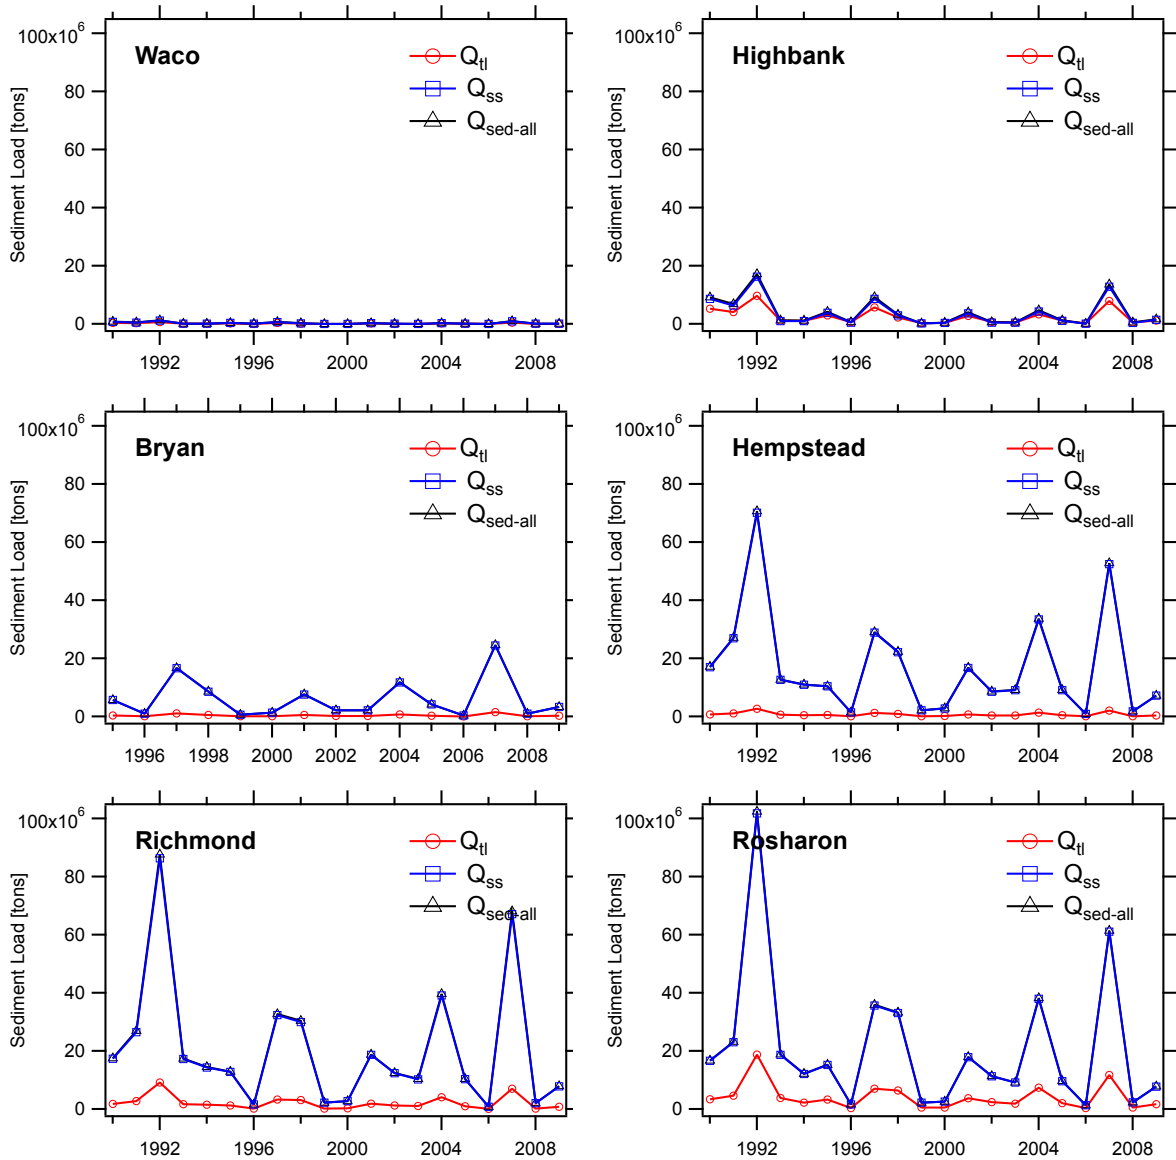 Waco
Sediment Load [tons]
100x10^6
80
60
40
20
0
1992 1996 2000 2004 2008
Q_tl
Q_ss
Q_sed-all
Highbank
Sediment Load [tons]
100x10^6
80
60
40
20
0
1992 1996 2000 2004 2008
Q_tl
Q_ss
Q_sed-all
Bryan
Sediment Load [tons]
100x10^6
80
60
40
20
0
1996 1998 2000 2002 2004 2006 2008
Q_tl
Q_ss
Q_sed-all
Hempstead
Sediment Load [tons]
100x10^6
80
60
40
20
0
1992 1996 2000 2004 2008
Q_tl
Q_ss
Q_sed-all
Richmond
Sediment Load [tons]
100x10^6
80
60
40
20
0
1992 1996 2000 2004 2008
Q_tl
Q_ss
Q_sed-all
Rosharon
Sediment Load [tons]
100x10^6
80
60
40
20
0
1992 1996 2000 2004 2008
Q_tl
Q_ss
Q_sed-all